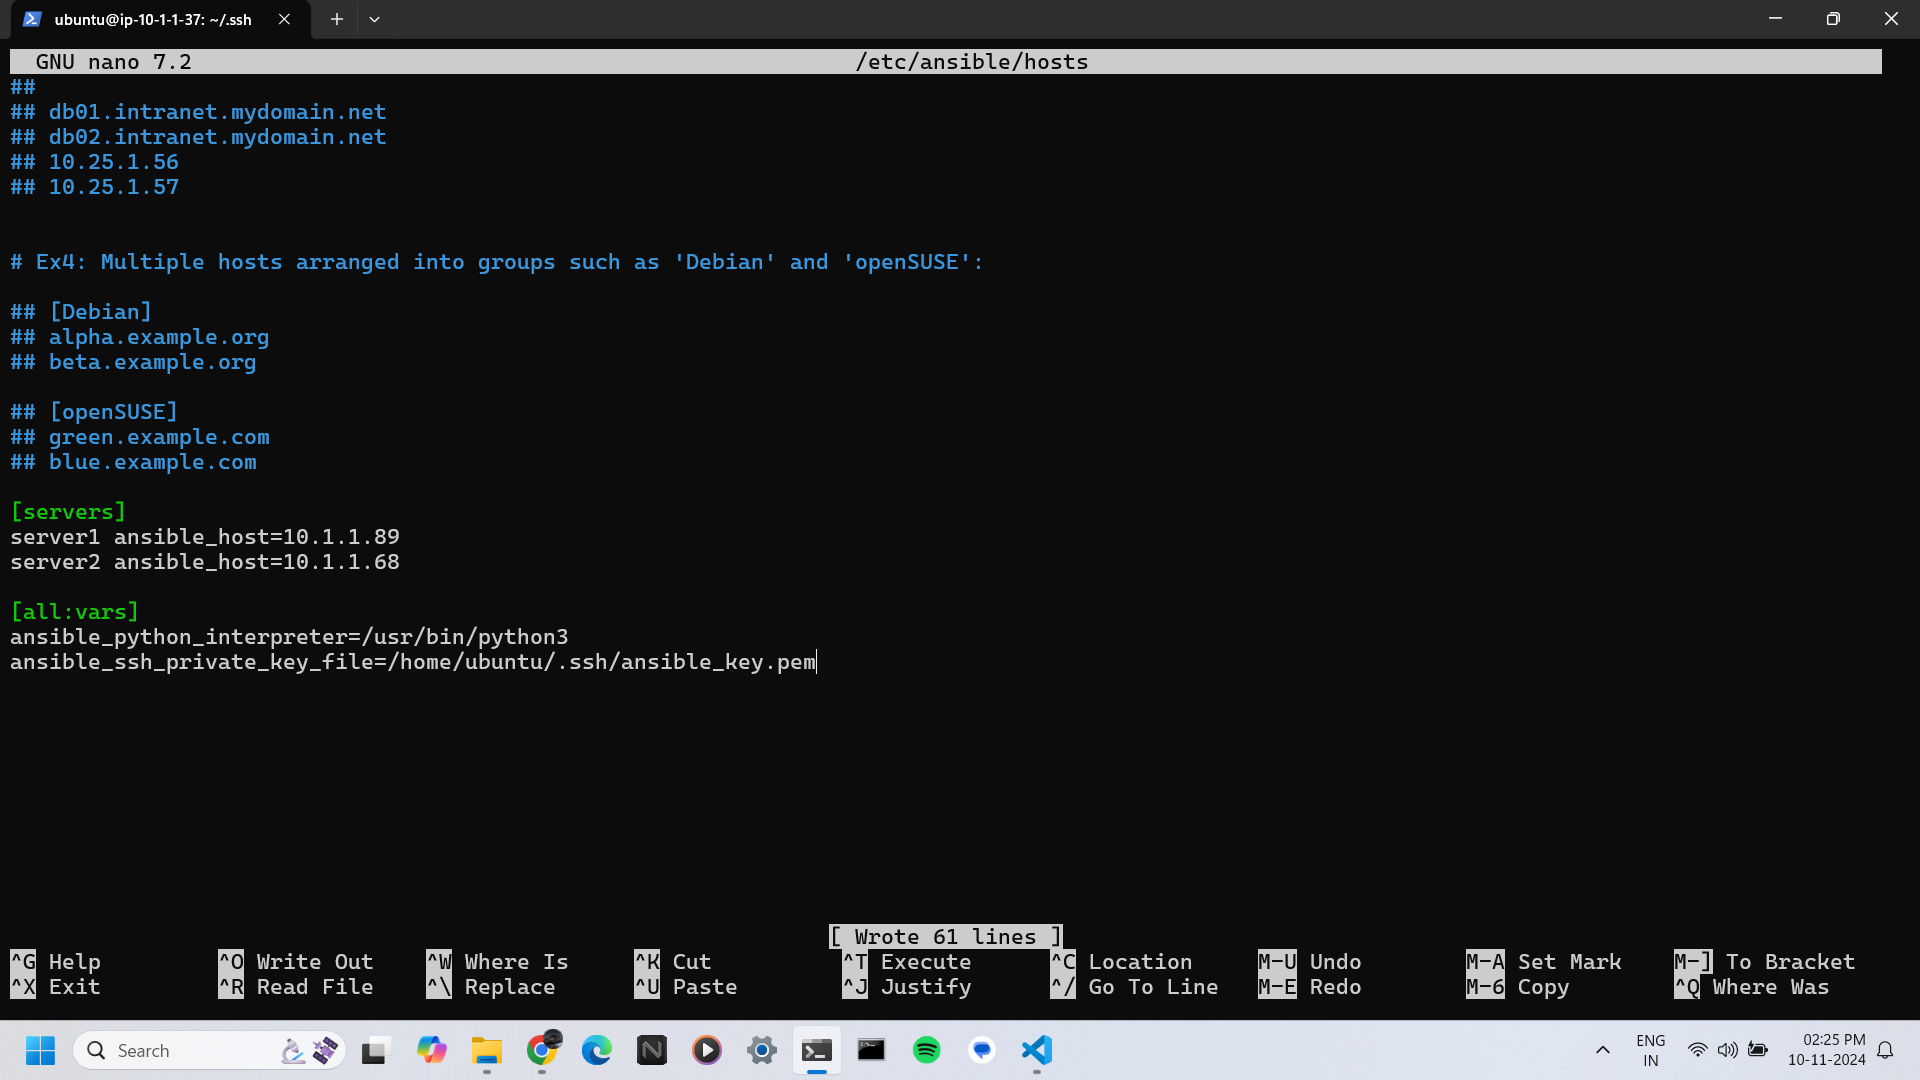 ubuntu@ip-10-1-1-37: ~/.ssh
GNU nano 7.2 /etc/ansible/hosts
##
## db01.intranet.mydomain.net
## db02.intranet.mydomain.net
## 10.25.1.56
## 10.25.1.57
# Ex4: Multiple hosts arranged into groups such as 'Debian' and 'openSUSE':
## [Debian]
## alpha.example.org
## beta.example.org
## [openSUSE]
## green.example.com
## blue.example.com
[servers]
server1 ansible_host=10.1.1.89
server2 ansible_host=10.1.1.68
[all:vars]
ansible_python_interpreter=/usr/bin/python3
ansible_ssh_private_key_file=/home/ubuntu/.ssh/ansible_key.pem
[ Wrote 61 lines ]
^G Help ^O Write Out ^W Where Is ^K Cut ^T Execute ^C Location M-U Undo M-A Set Mark M-] To Bracket
^X Exit ^R Read File ^\ Replace ^U Paste ^J Justify ^/ Go To Line M-E Redo M-6 Copy ^Q Where Was
Search ENG 02:25 PM
IN 10-11-2024